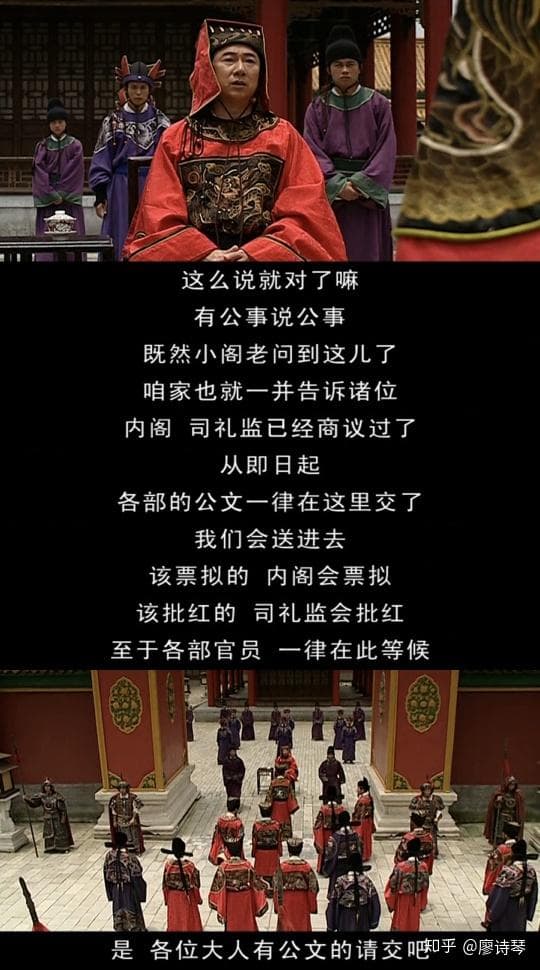 这么说就对了嘛
有公事说公事
既然小阁老问到这儿了
咱家也就一并告诉诸位
内阁 司礼监已经商议过了
从即日起
各部的公文一律在这里交了
我们会送进去
该票拟的 内阁会票拟
该批红的 司礼监会批红
至于各部官员 一律在此等候
是 各位大人有公文的请交吧
知乎 @廖诗琴